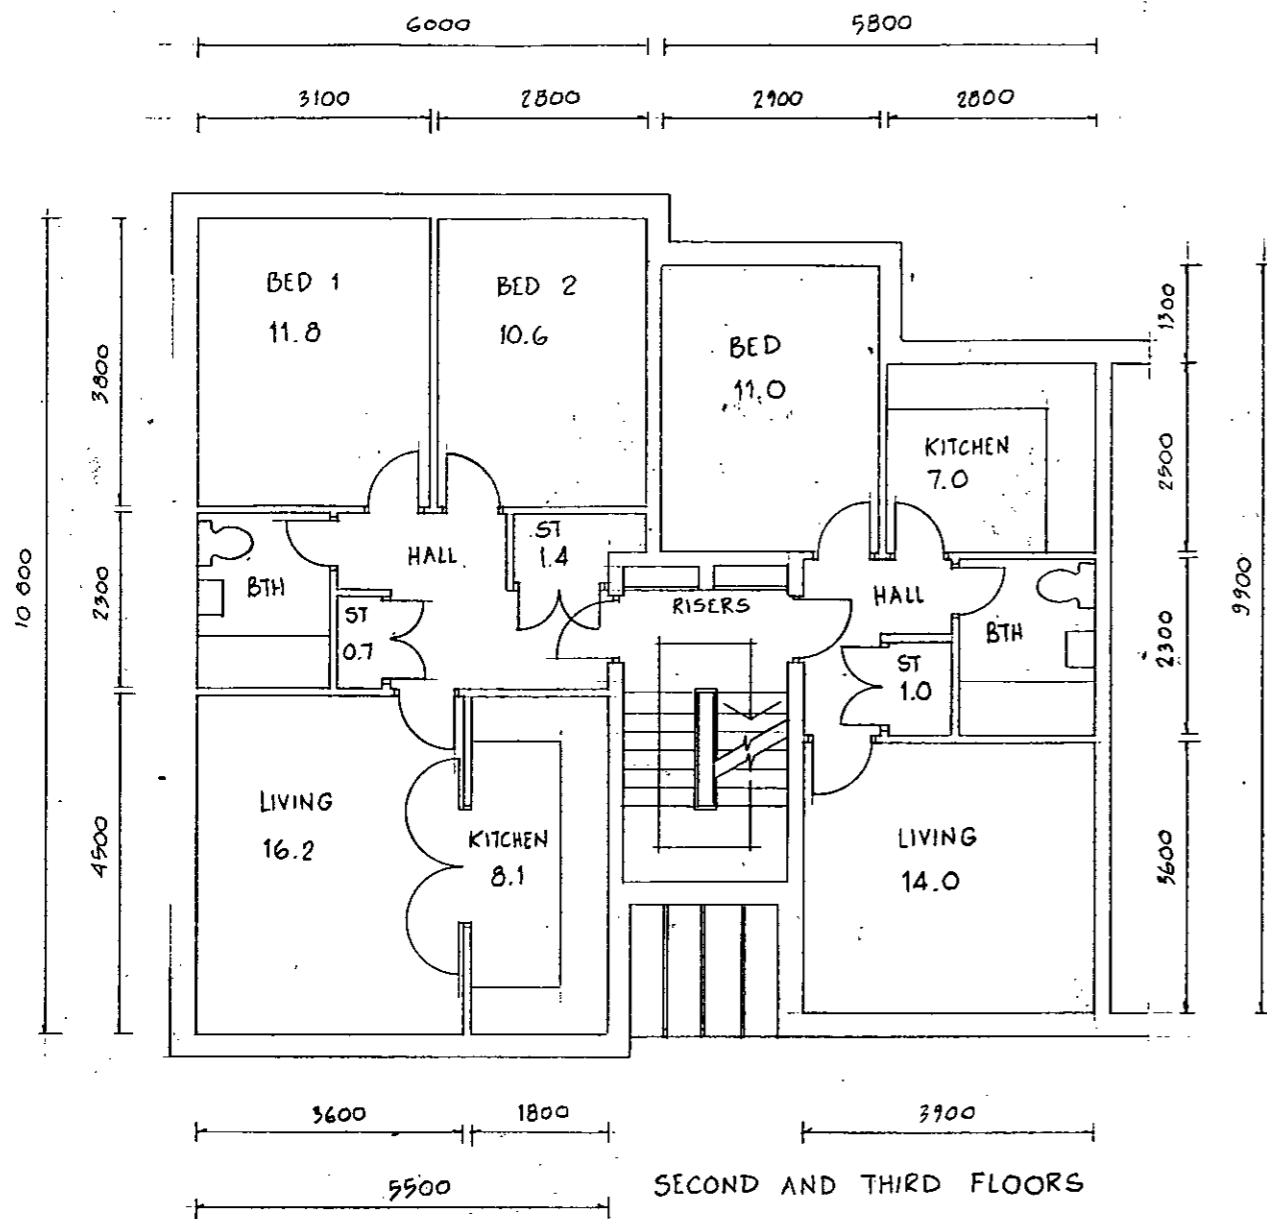 6000
5800
3100
2800
2900
2800
BED 1
11.8
BED 2
10.6
BED
11.0
KITCHEN
7.0
1300
2500
9900
2300
3600
3800
2300
4500
10 800
HALL
ST
1.4
BTH
ST
0.7
RISERS
HALL
BTH
ST
1.0
LIVING
16.2
KITCHEN
8.1
LIVING
14.0
3600
1800
3900
5500
SECOND AND THIRD FLOORS